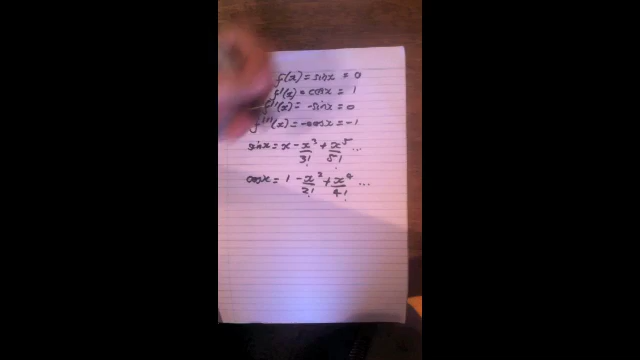 f(x) = sinx = 0
f'(x) = cosx = 1
f''(x) = -sinx = 0
f'''(x) = -cosx = -1
sinx = x - x³/3! + x⁵/5! ...
cosx = 1 - x²/2! + x⁴/4! ...